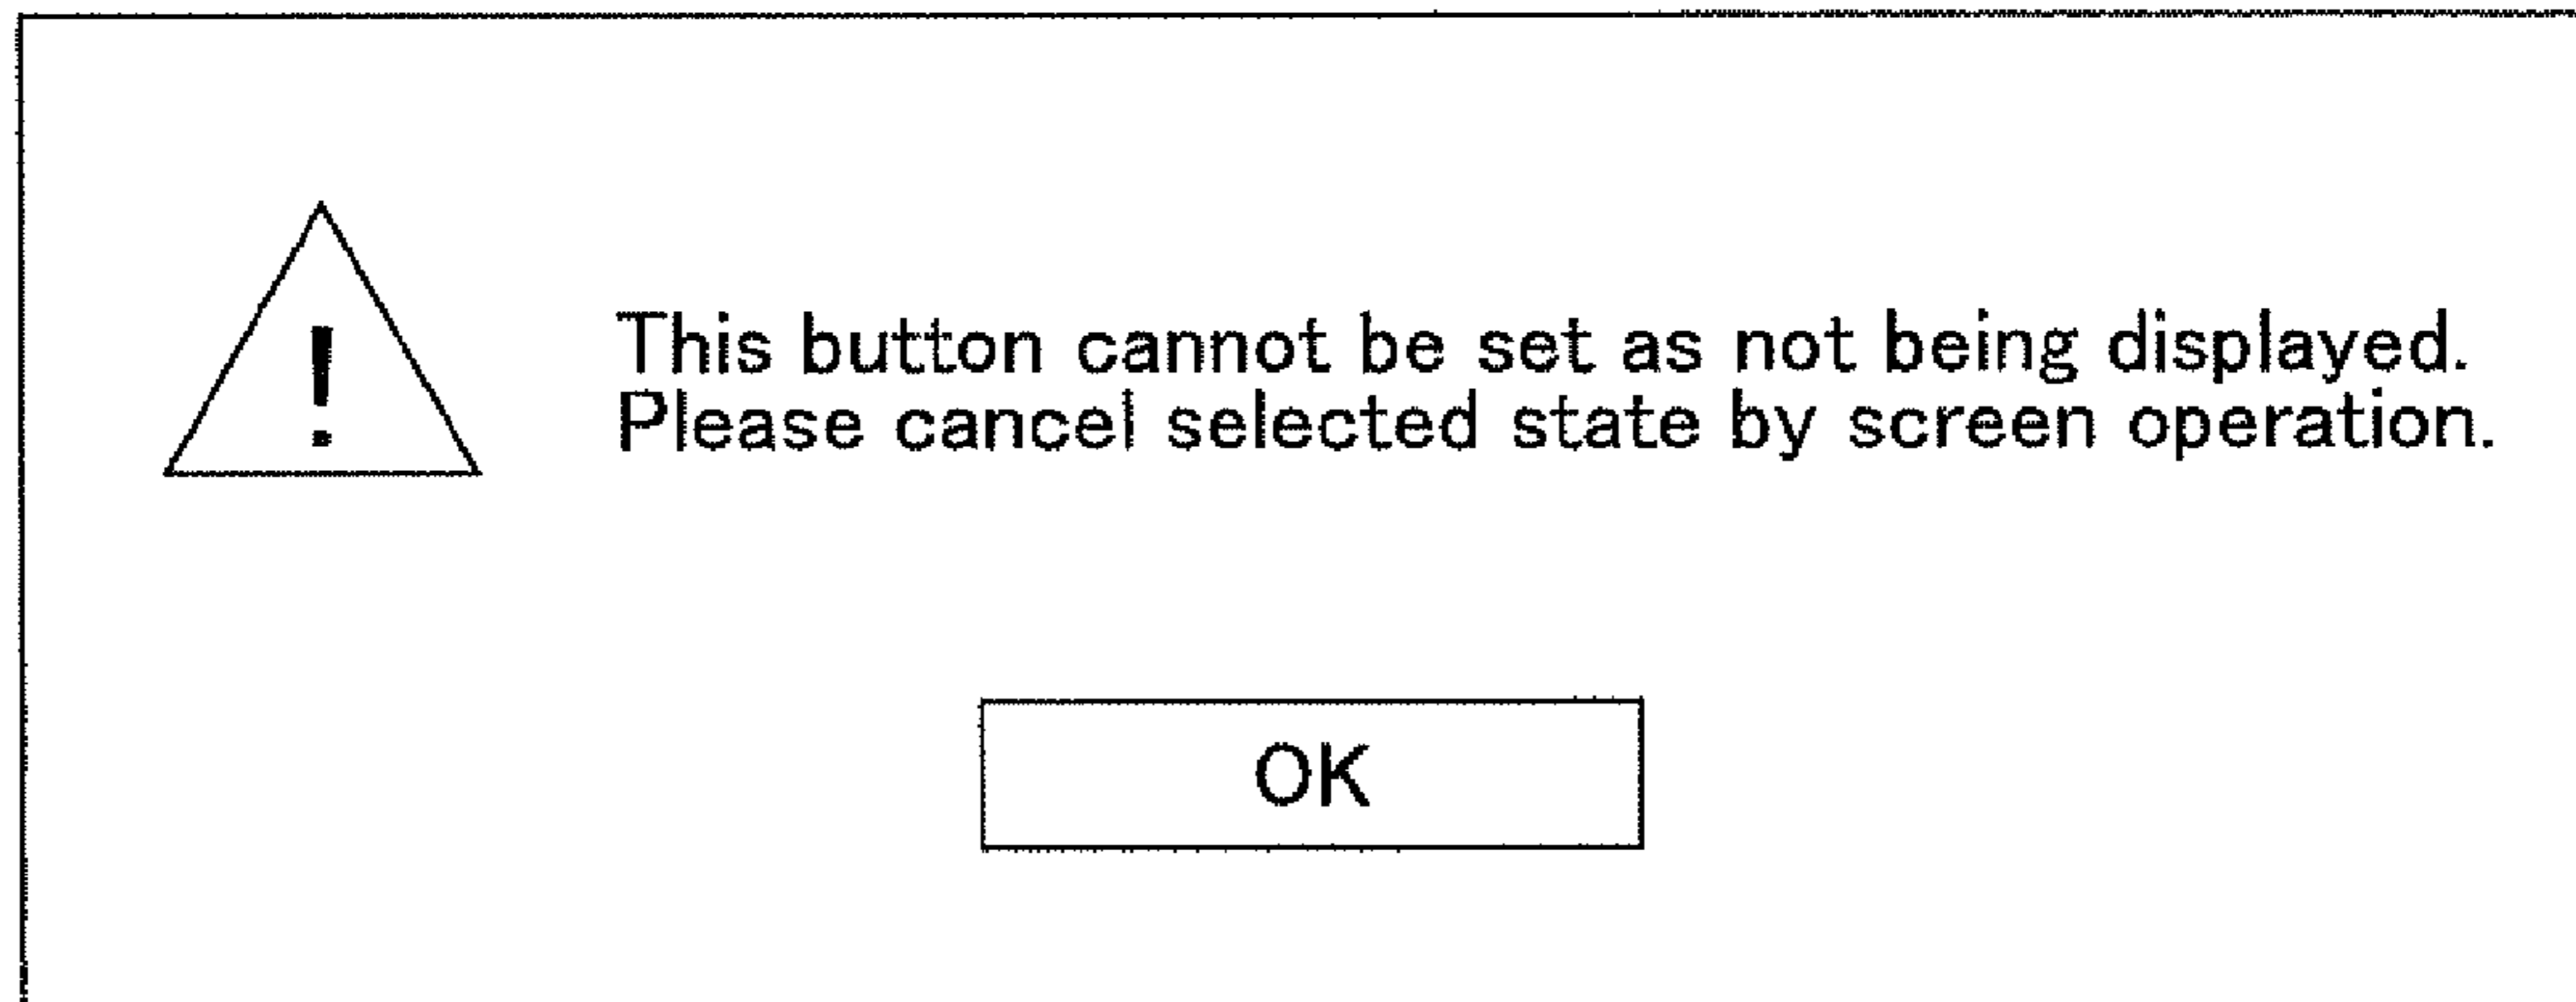 !
This button cannot be set as not being displayed.
Please cancel selected state by screen operation.
OK